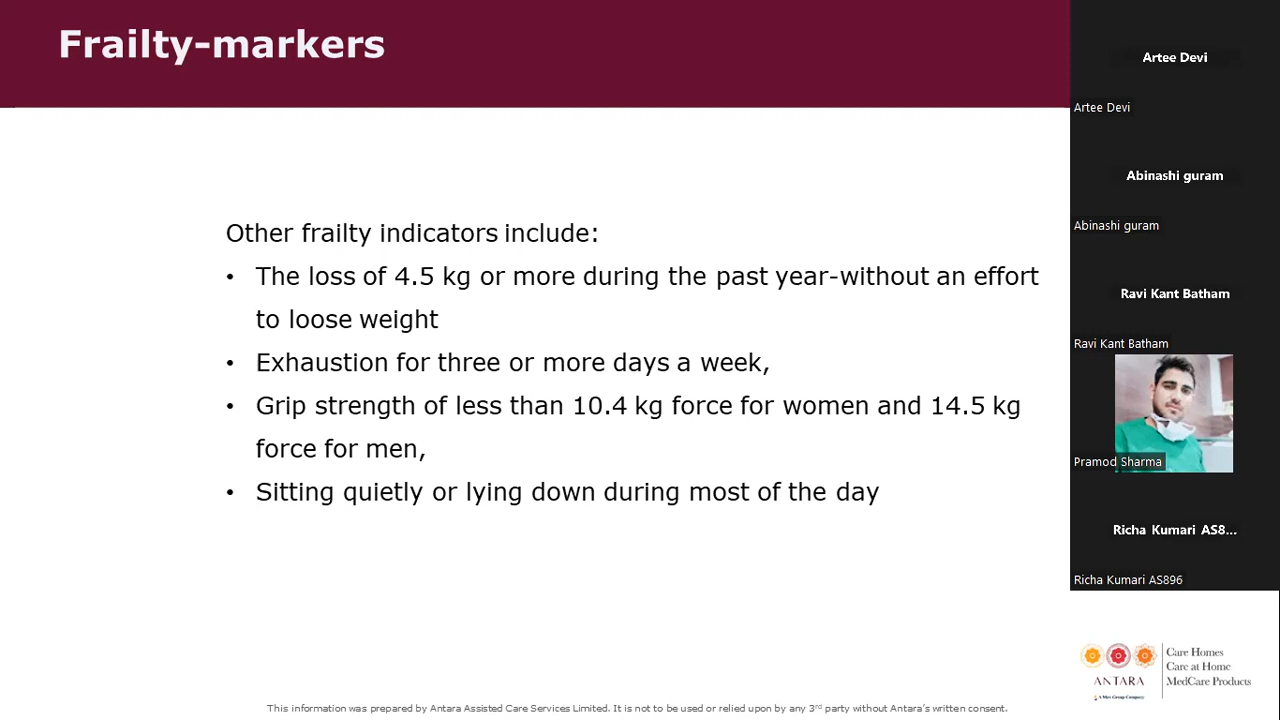 Frailty-markers
Other frailty indicators include:
• The loss of 4.5 kg or more during the past year-without an effort
to loose weight
• Exhaustion for three or more days a week,
• Grip strength of less than 10.4 kg force for women and 14.5 kg
force for men,
• Sitting quietly or lying down during most of the day
Artee Devi
Artee Devi
Abinashi guram
Abinashi guram
Ravi Kant Batham
Ravi Kant Batham
Pramod Sharma
Richa Kumari AS8...
Richa Kumari AS896
Care Homes
Care at Home
MedCare Products
ANTARA
A Max Group Company
This information was prepared by Antara Assisted Care Services Limited. It is not to be used or relied upon by any 3rd party without Antara's written consent.